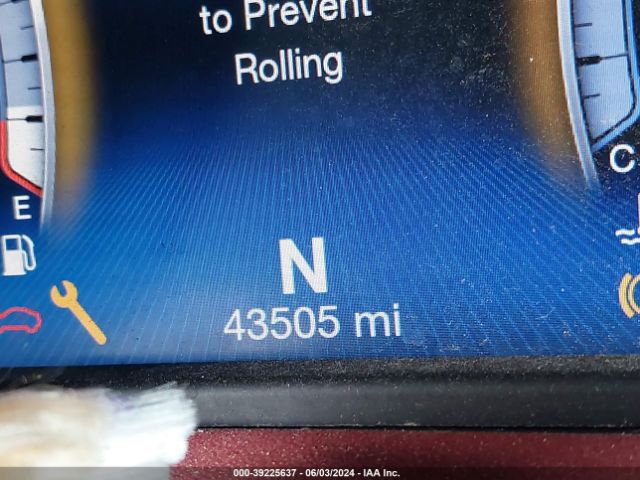 to Prevent
Rolling
E
C
N
43505 mi
000-39225637 - 06/03/2024 - IAA Inc.